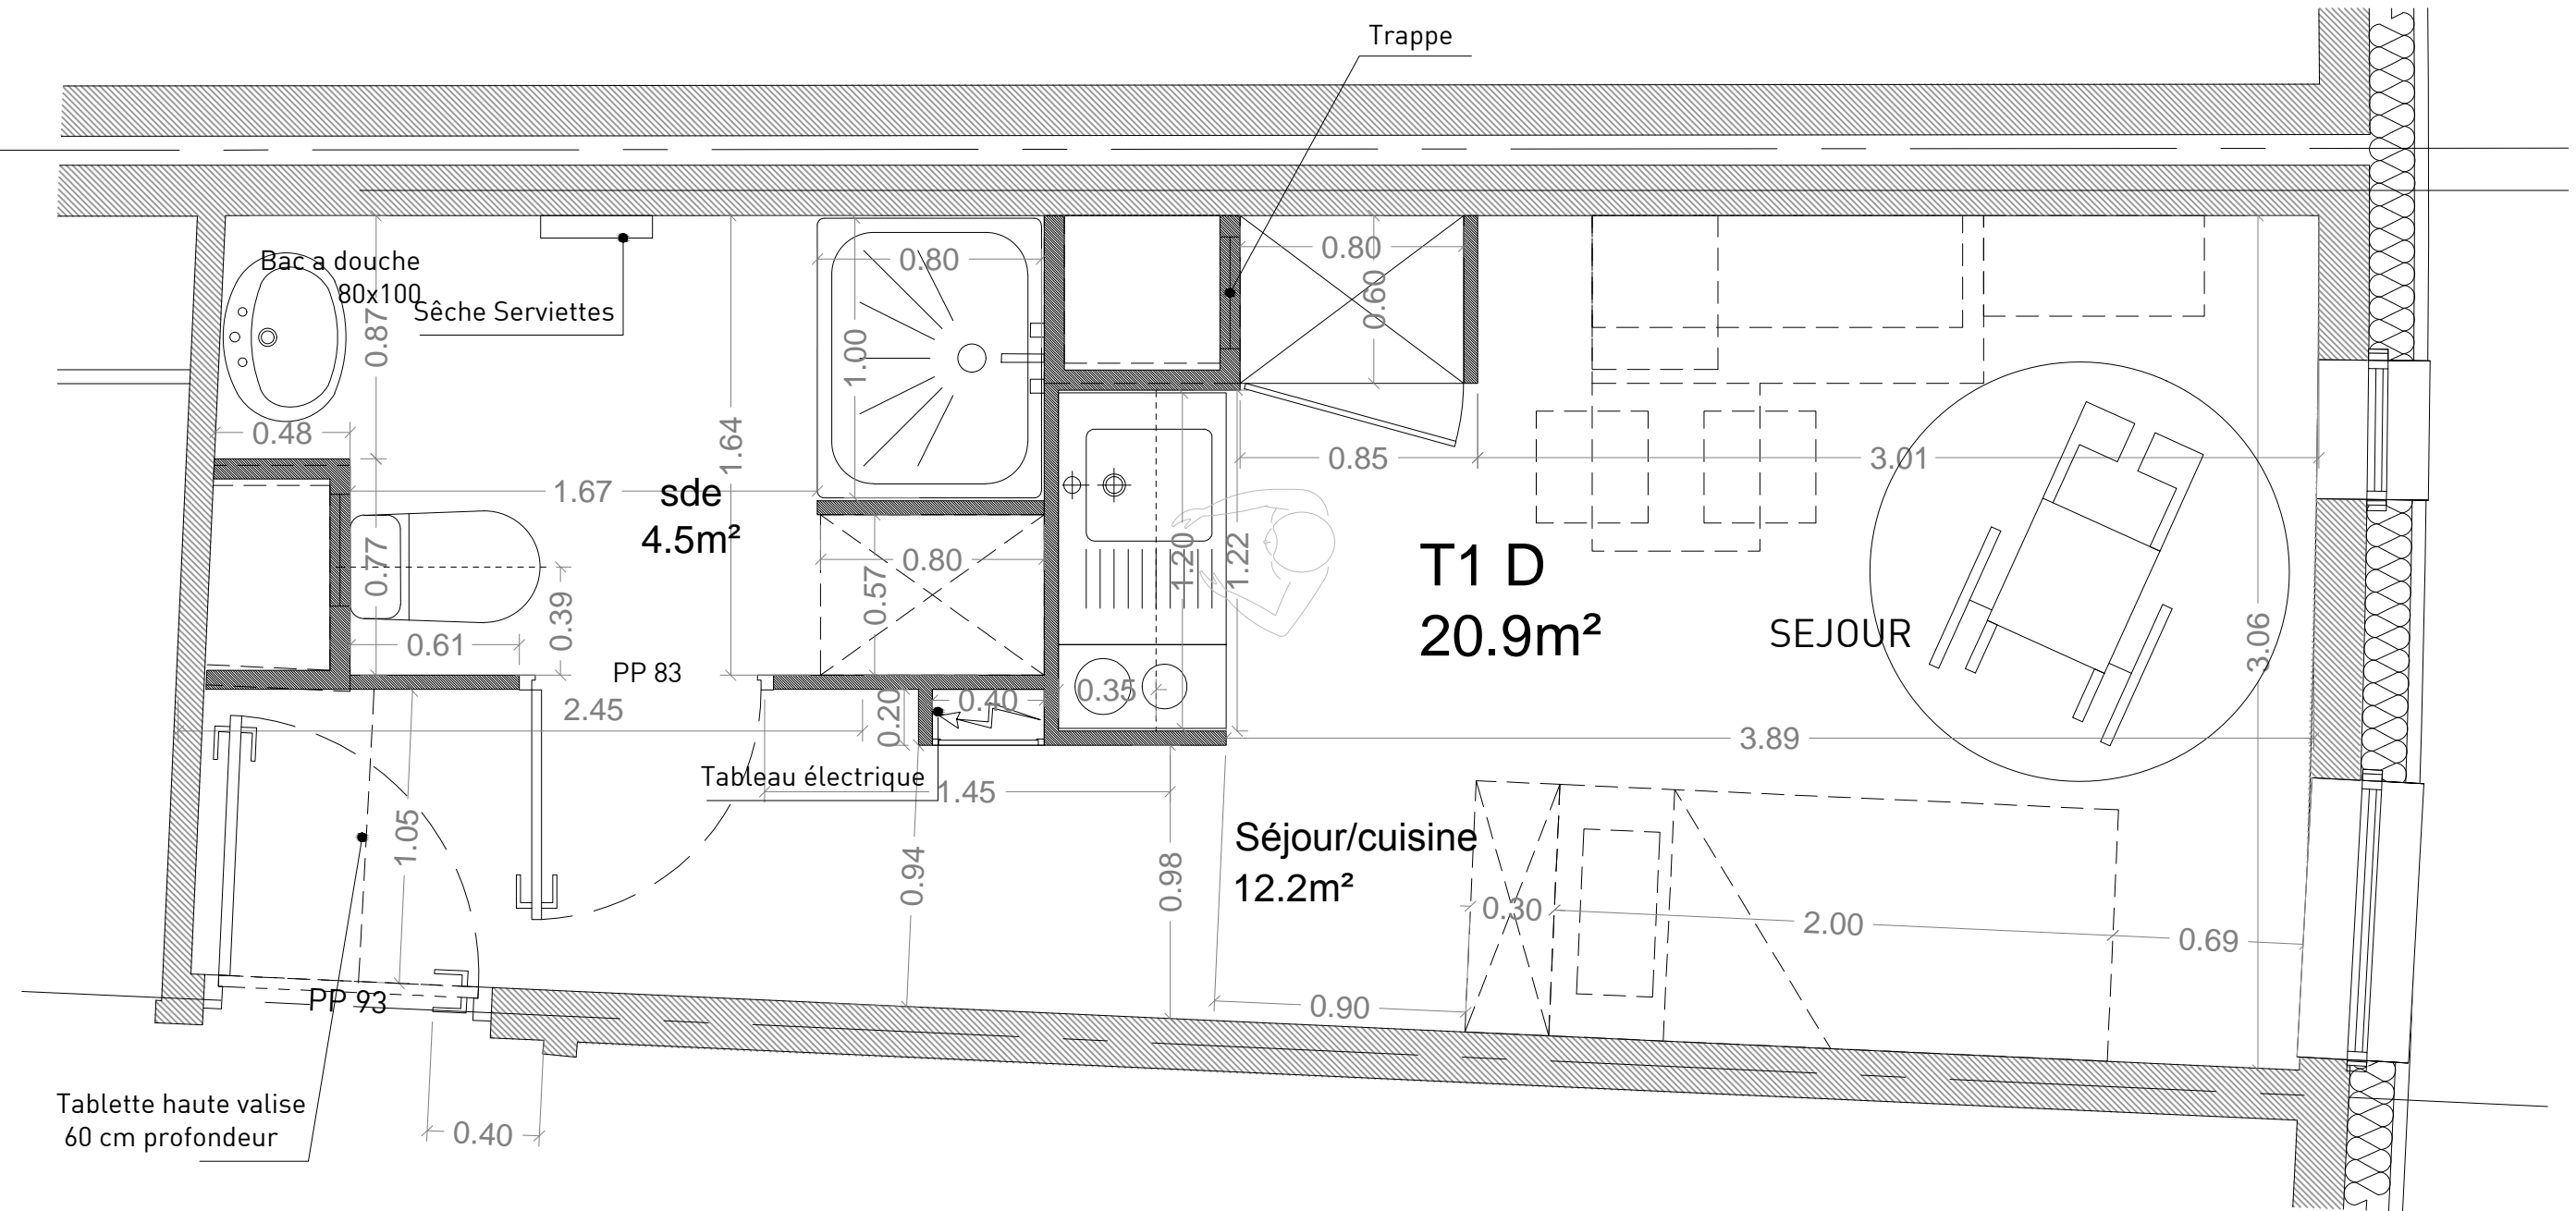 Trappe
Bac a douche
80x100
Sêche Serviettes
0.80
0.80
0.60
0.87
1.00
0.48
1.64
0.85
3.01
1.67
sde
4.5m²
0.77
0.80
0.57
1.20
1.22
T1 D
20.9m²
0.39
0.61
SEJOUR
3.06
PP 83
2.45
0.20
0.40
0.35
3.89
Tableau électrique
1.45
1.05
0.94
0.98
Séjour/cuisine
12.2m²
0.30
2.00
0.69
PP 93
0.90
Tablette haute valise
60 cm profondeur
0.40